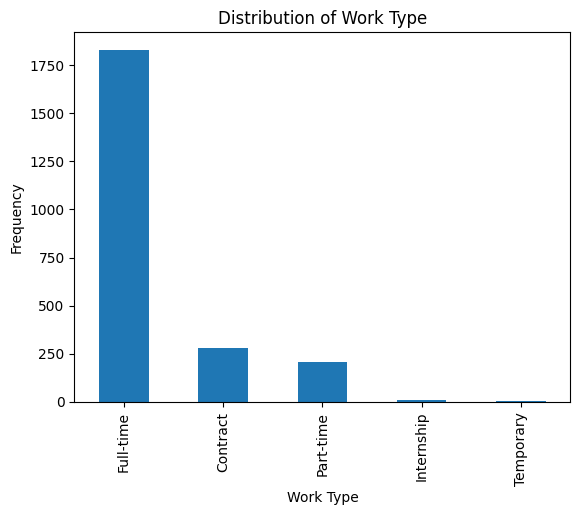 Distribution of Work Type
Frequency
1750
1500
1250
1000
750
500
250
0
Full-time
Contract
Part-time
Internship
Temporary
Work Type